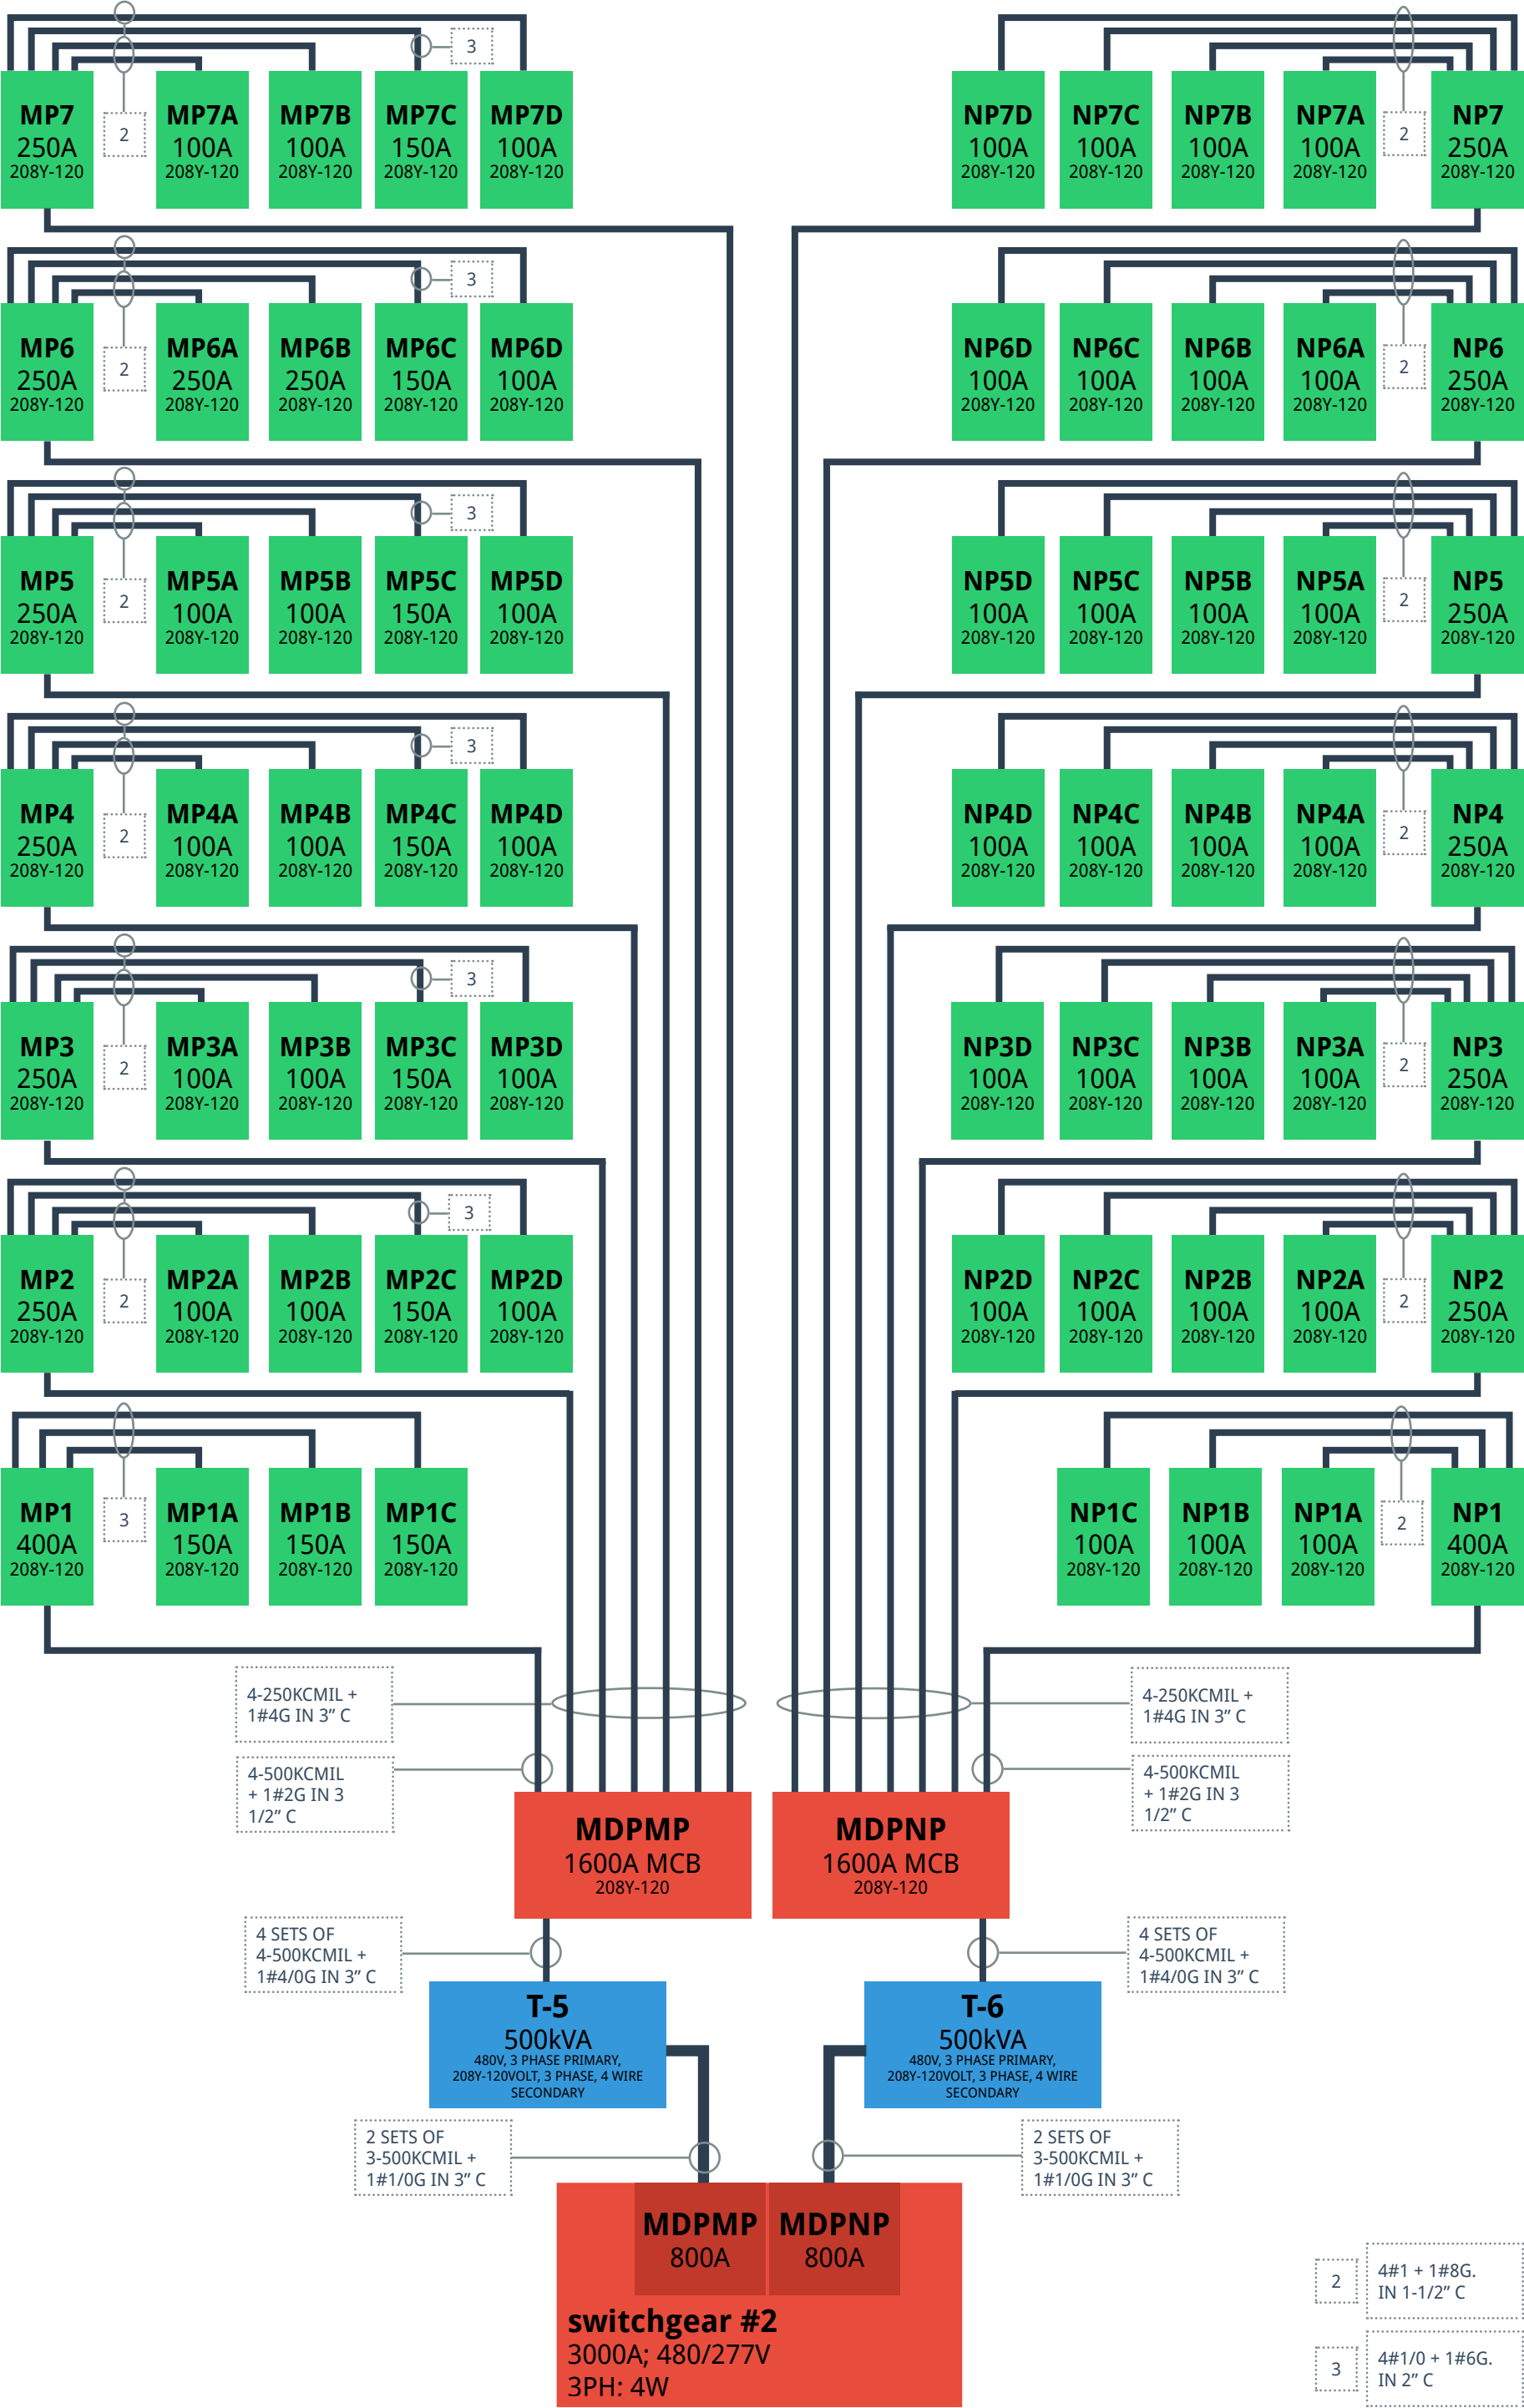 3
MP7
250A
208Y-120
2
MP7A
100A
208Y-120
MP7B
100A
208Y-120
MP7C
150A
208Y-120
MP7D
100A
208Y-120
NP7D
100A
208Y-120
NP7C
100A
208Y-120
NP7B
100A
208Y-120
NP7A
100A
208Y-120
2
NP7
250A
208Y-120
3
MP6
250A
208Y-120
2
MP6A
250A
208Y-120
MP6B
250A
208Y-120
MP6C
150A
208Y-120
MP6D
100A
208Y-120
NP6D
100A
208Y-120
NP6C
100A
208Y-120
NP6B
100A
208Y-120
NP6A
100A
208Y-120
2
NP6
250A
208Y-120
3
MP5
250A
208Y-120
2
MP5A
100A
208Y-120
MP5B
100A
208Y-120
MP5C
150A
208Y-120
MP5D
100A
208Y-120
NP5D
100A
208Y-120
NP5C
100A
208Y-120
NP5B
100A
208Y-120
NP5A
100A
208Y-120
2
NP5
250A
208Y-120
3
MP4
250A
208Y-120
2
MP4A
100A
208Y-120
MP4B
100A
208Y-120
MP4C
150A
208Y-120
MP4D
100A
208Y-120
NP4D
100A
208Y-120
NP4C
100A
208Y-120
NP4B
100A
208Y-120
NP4A
100A
208Y-120
2
NP4
250A
208Y-120
3
MP3
250A
208Y-120
2
MP3A
100A
208Y-120
MP3B
100A
208Y-120
MP3C
150A
208Y-120
MP3D
100A
208Y-120
NP3D
100A
208Y-120
NP3C
100A
208Y-120
NP3B
100A
208Y-120
NP3A
100A
208Y-120
2
NP3
250A
208Y-120
3
MP2
250A
208Y-120
2
MP2A
100A
208Y-120
MP2B
100A
208Y-120
MP2C
150A
208Y-120
MP2D
100A
208Y-120
NP2D
100A
208Y-120
NP2C
100A
208Y-120
NP2B
100A
208Y-120
NP2A
100A
208Y-120
2
NP2
250A
208Y-120
MP1
400A
208Y-120
3
MP1A
150A
208Y-120
MP1B
150A
208Y-120
MP1C
150A
208Y-120
NP1C
100A
208Y-120
NP1B
100A
208Y-120
NP1A
100A
208Y-120
2
NP1
400A
208Y-120
4-250KCMIL +
1#4G IN 3” C
4-250KCMIL +
1#4G IN 3” C
4-500KCMIL
+ 1#2G IN 3
1/2” C
4-500KCMIL
+ 1#2G IN 3
1/2” C
MDPMP
1600A MCB
208Y-120
MDPNP
1600A MCB
208Y-120
4 SETS OF
4-500KCMIL +
1#4/0G IN 3” C
4 SETS OF
4-500KCMIL +
1#4/0G IN 3” C
T-5
500kVA
480V, 3 PHASE PRIMARY,
208Y-120VOLT, 3 PHASE, 4 WIRE
SECONDARY
T-6
500kVA
480V, 3 PHASE PRIMARY,
208Y-120VOLT, 3 PHASE, 4 WIRE
SECONDARY
2 SETS OF
3-500KCMIL +
1#1/0G IN 3” C
2 SETS OF
3-500KCMIL +
1#1/0G IN 3” C
MDPMP
800A
MDPNP
800A
switchgear #2
3000A; 480/277V
3PH: 4W
2
4#1 + 1#8G.
IN 1-1/2” C
3
4#1/0 + 1#6G.
IN 2” C